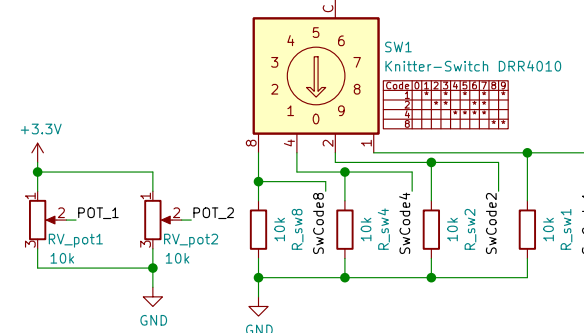 C
5
4
6
3
7
2
8
1
9
0
SW1
Knitter-Switch DRR4010
Code 0 1 2 3 4 5 6 7 8 9
1 * * * * *
2 * * * *
4 * * * *
8 * *
8
4
2
1
+3.3V
1
2
POT_1
3
RV_pot1
10k
1
2
POT_2
3
RV_pot2
10k
GND
10k
R_sw8
SwCode8
10k
R_sw4
SwCode4
10k
R_sw2
SwCode2
10k
R_sw1
GND